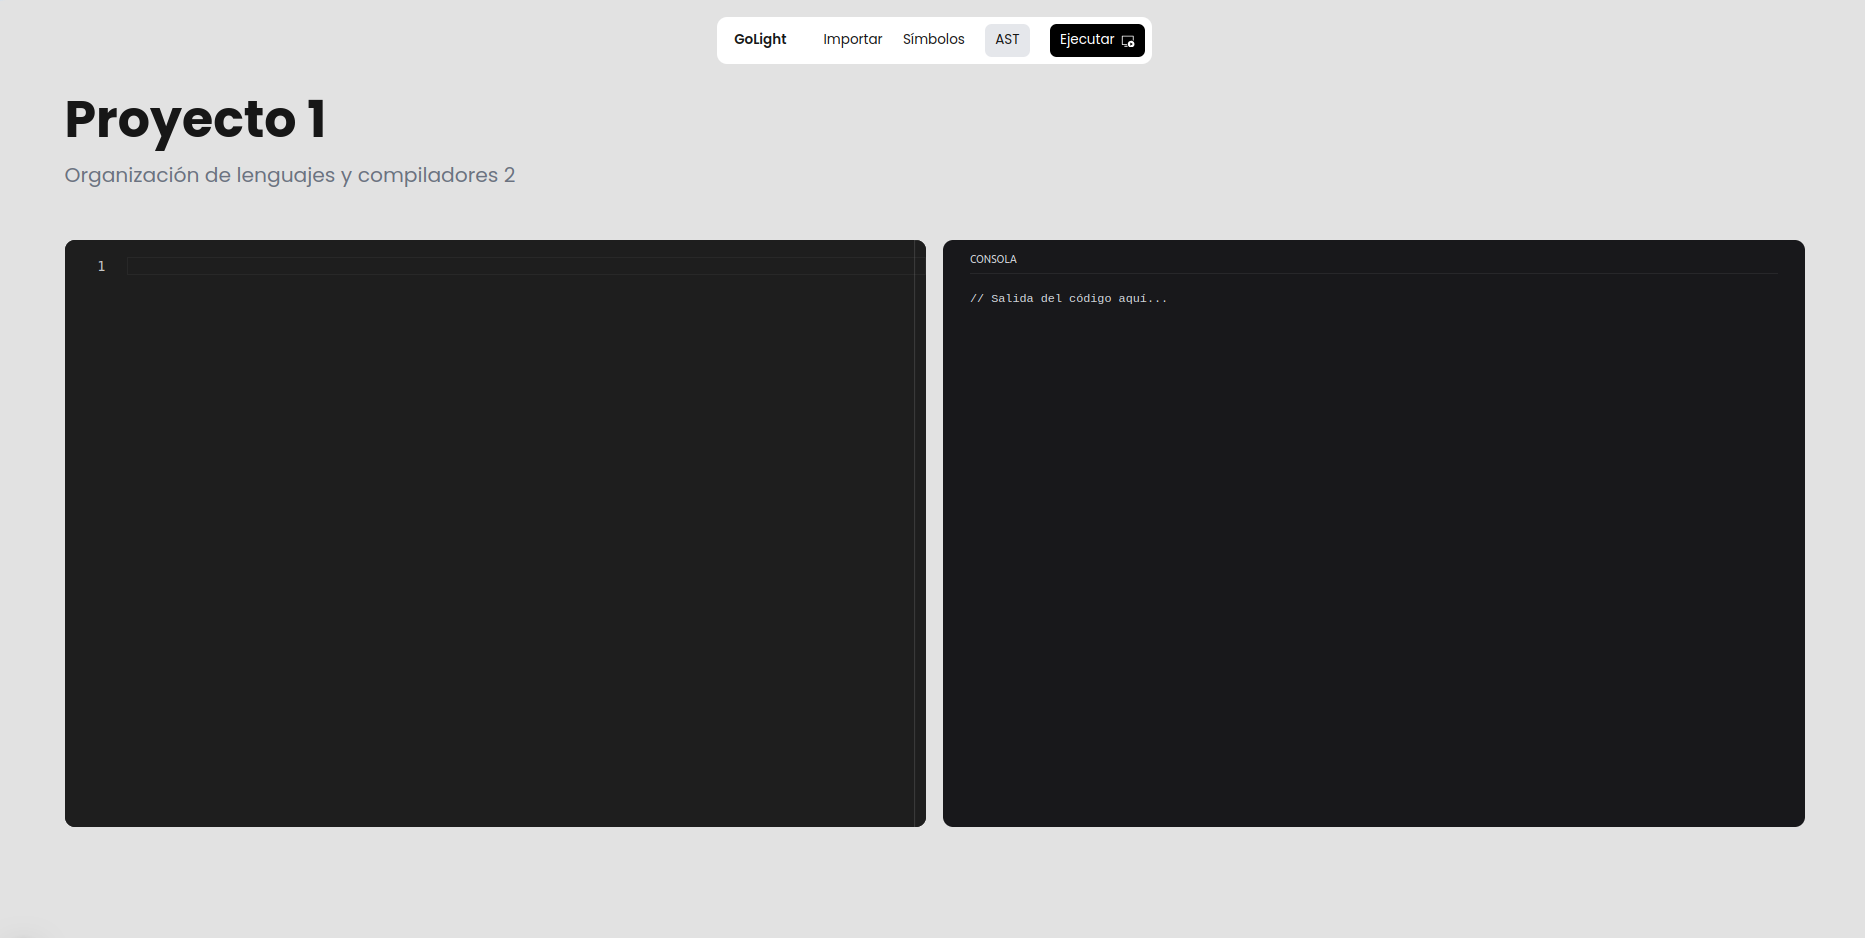 GoLight Importar Símbolos AST Ejecutar
Proyecto 1
Organización de lenguajes y compiladores 2
1
CONSOLA
// Salida del código aquí...